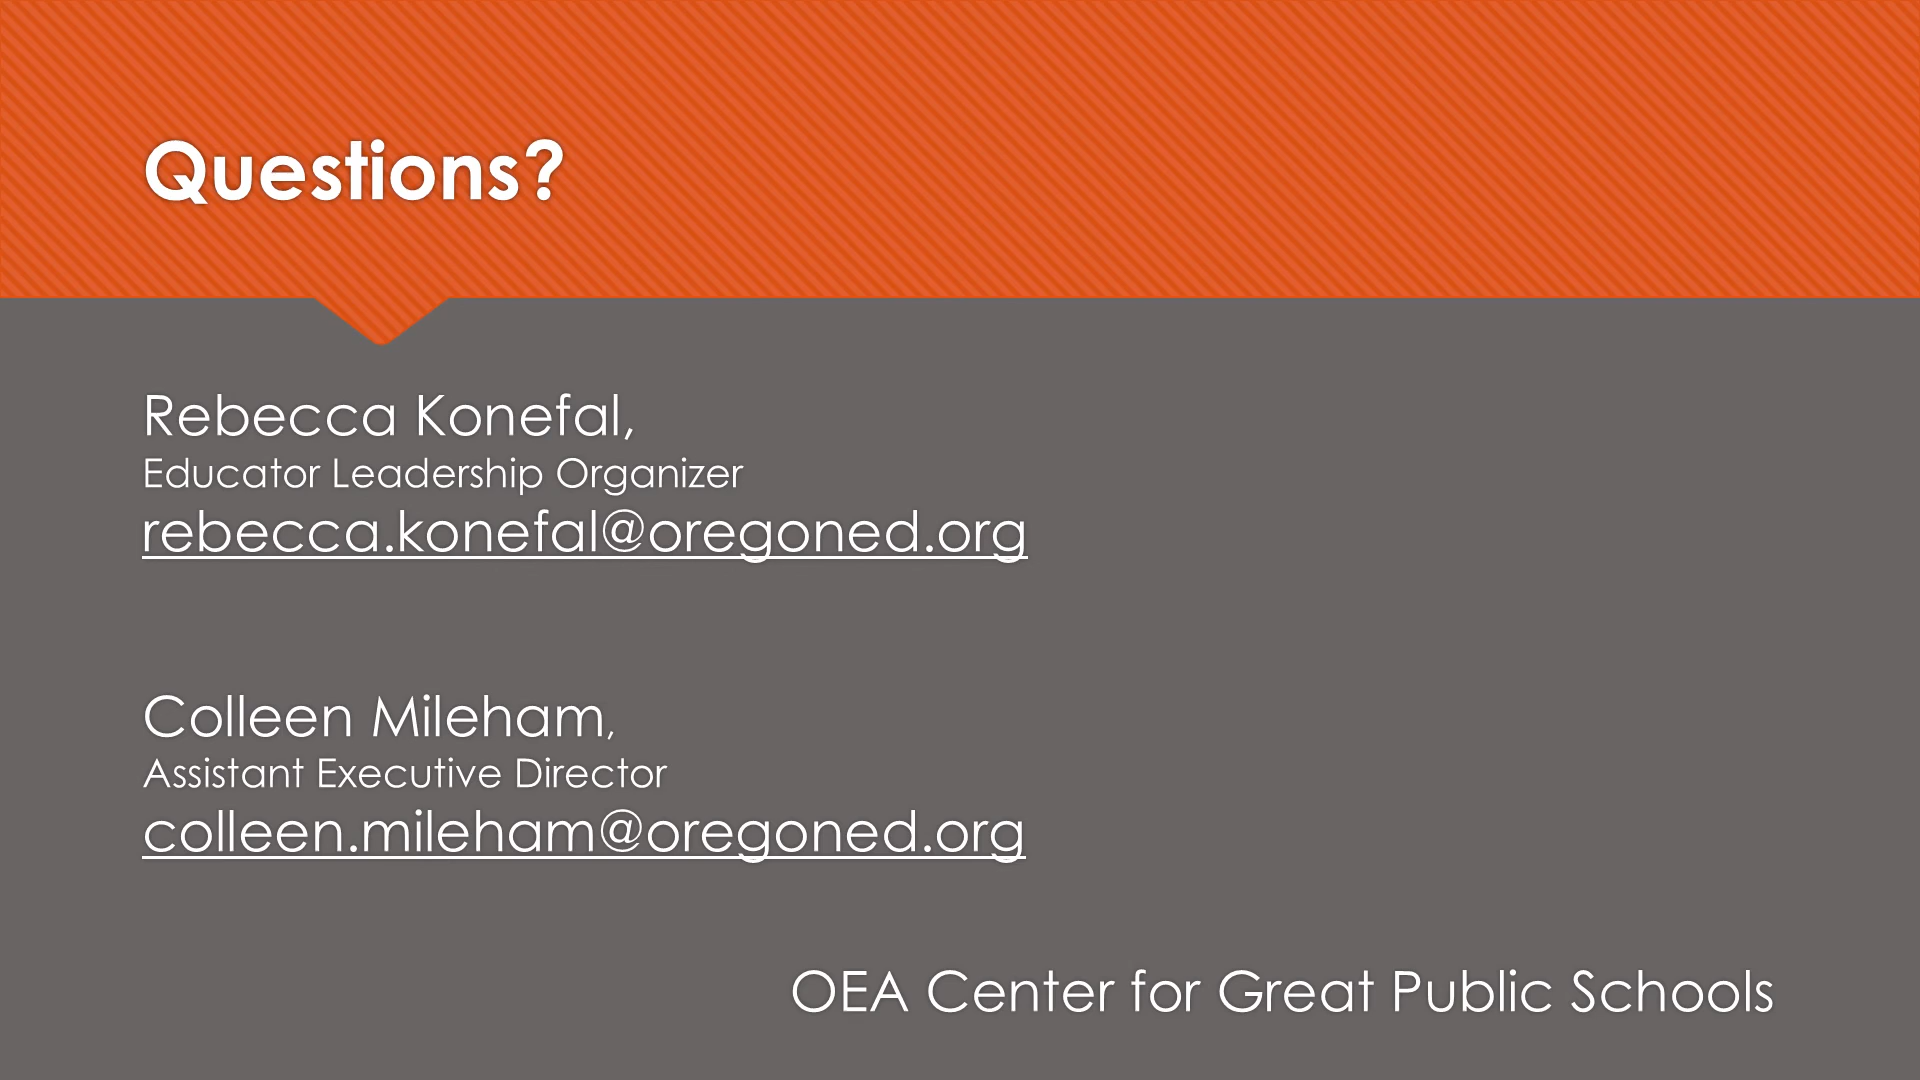 Questions?
Rebecca Konefal,
Educator Leadership Organizer
rebecca.konefal@oregoned.org
Colleen Mileham,
Assistant Executive Director
colleen.mileham@oregoned.org
OEA Center for Great Public Schools